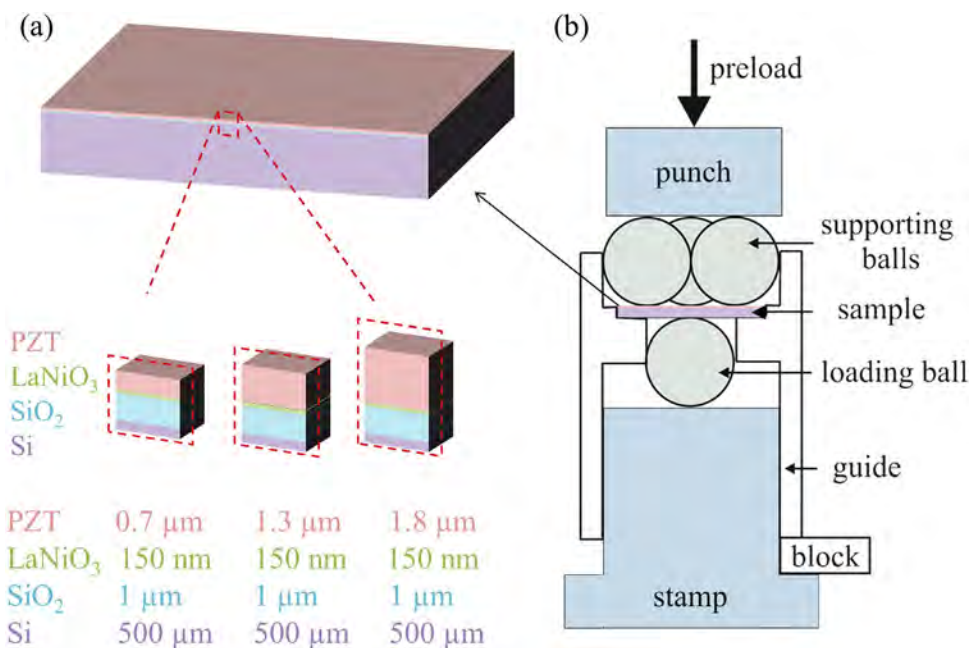 (a)
PZT
LaNiO₃
SiO₂
Si
PZT 0.7 μm 1.3 μm 1.8 μm
LaNiO₃ 150 nm 150 nm 150 nm
SiO₂ 1 μm 1 μm 1 μm
Si 500 μm 500 μm 500 μm
(b)
preload
punch
supporting
balls
sample
loading ball
guide
block
stamp